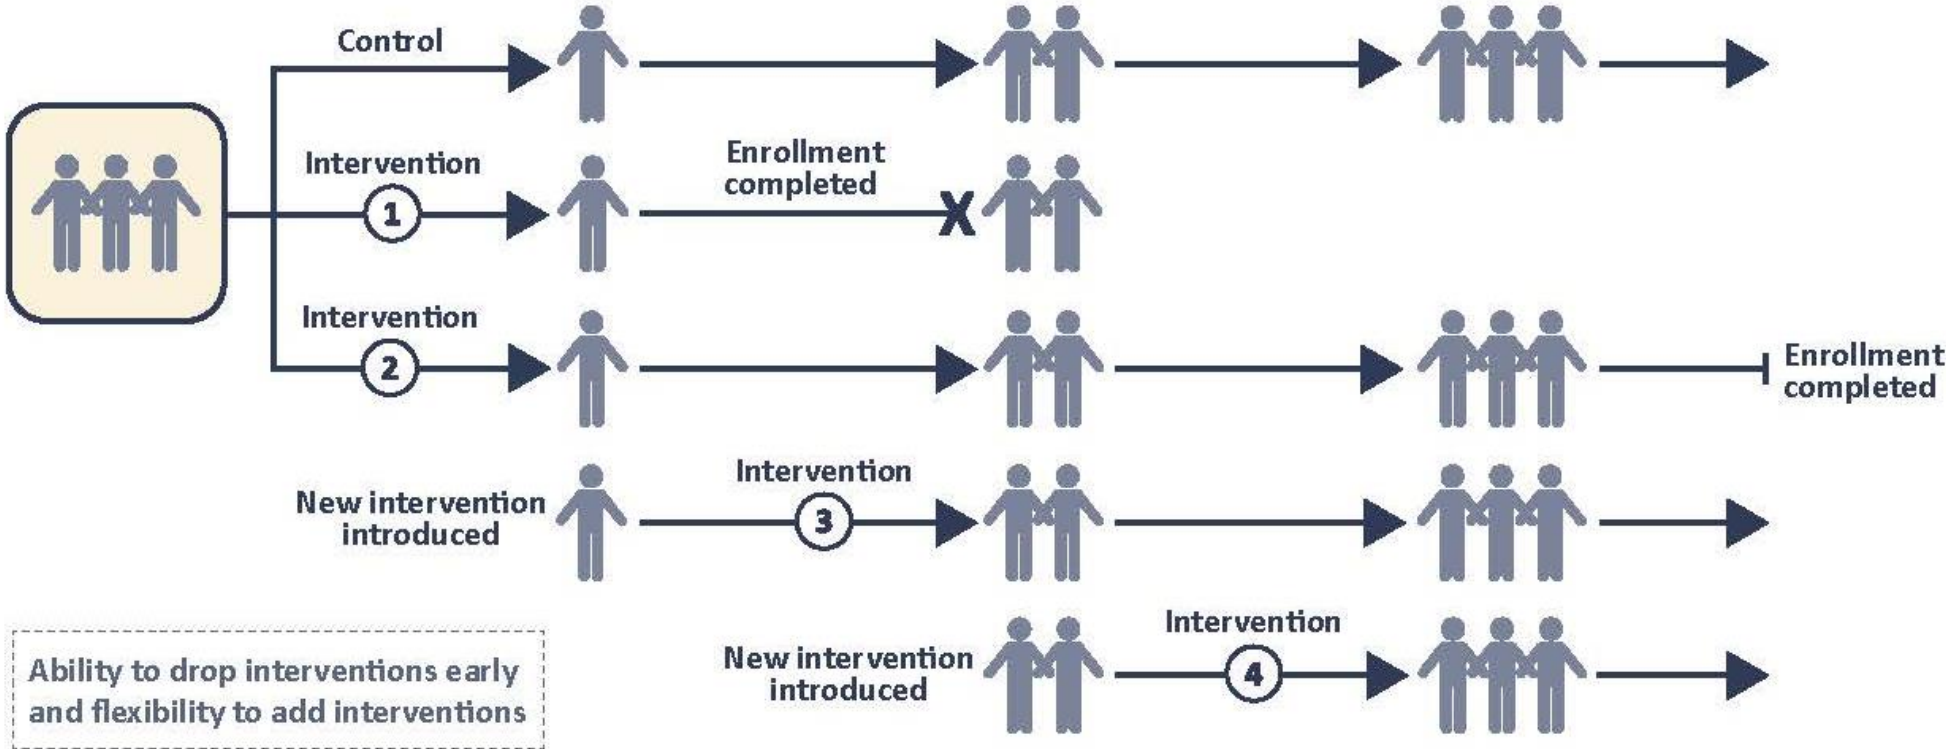 Control
Intervention
1
Enrollment
completed
X
Intervention
2
Enrollment
completed
New intervention
introduced
Intervention
3
New intervention
introduced
Intervention
4
Ability to drop interventions early
and flexibility to add interventions